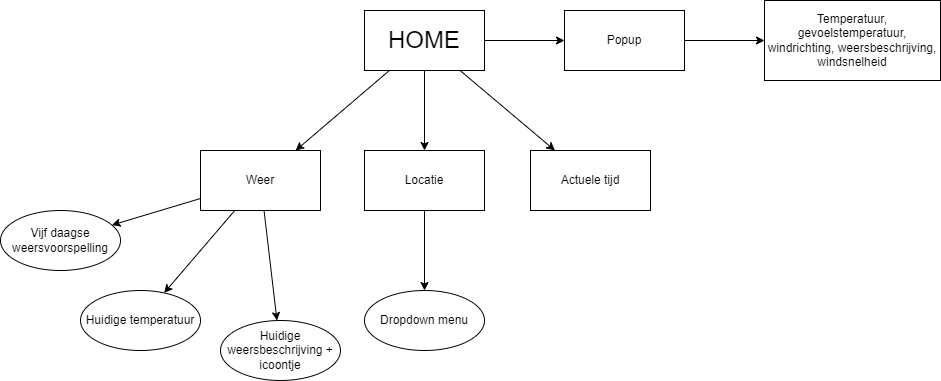 HOME
Popup
Temperatuur,
gevoelstemperatuur,
windrichting, weersbeschrijving,
windsnelheid
Weer
Locatie
Actuele tijd
Vijf daagse
weersvoorspelling
Huidige temperatuur
Dropdown menu
Huidige
weersbeschrijving +
icoontje